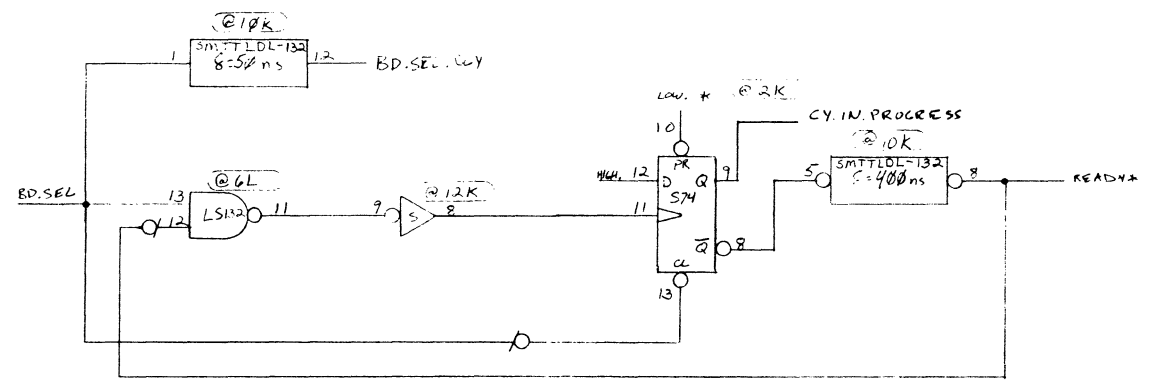 @ 10K
SMTTLDL-132
δ=50 ns
1
12
BD.SEL.DLY
LOW. *
@ 2K
10
CY.IN.PROGRESS
@ 10K
PR
HIGH.
12
D
Q
9
S74
5
SMTTLDL-132
δ=400ns
8
READY*
BD.SEL
13
@ 6L
LS132
12
11
@ 12K
9
S
8
11
Q̅
8
CL
13